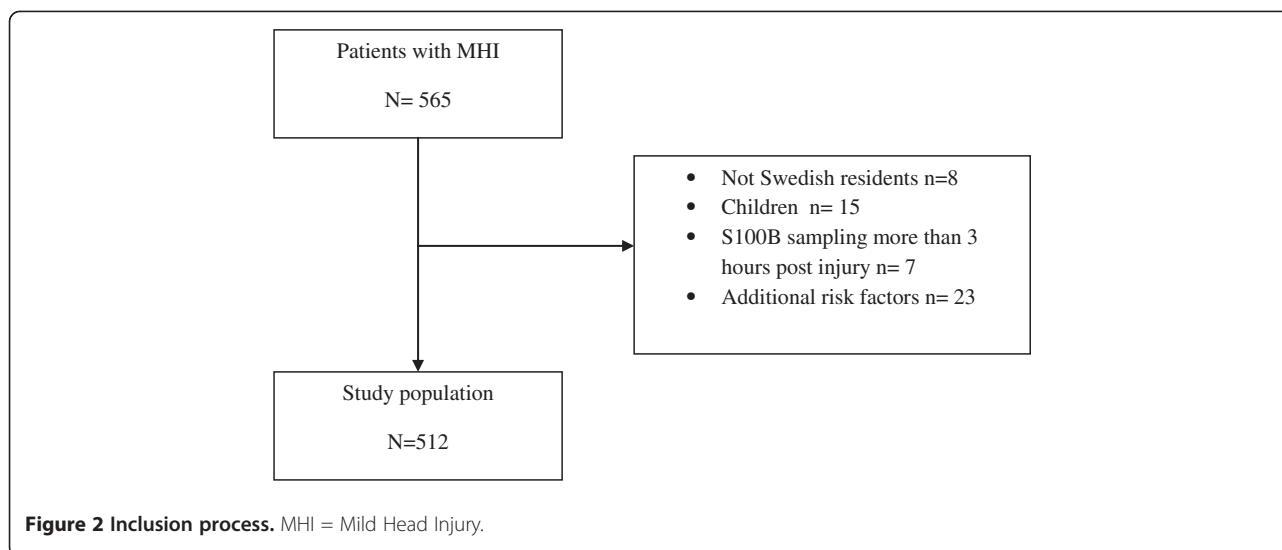 Patients with MHI
N= 565
• Not Swedish residents n=8
• Children n= 15
• S100B sampling more than 3
hours post injury n= 7
• Additional risk factors n= 23
Study population
N=512
Figure 2 Inclusion process. MHI = Mild Head Injury.